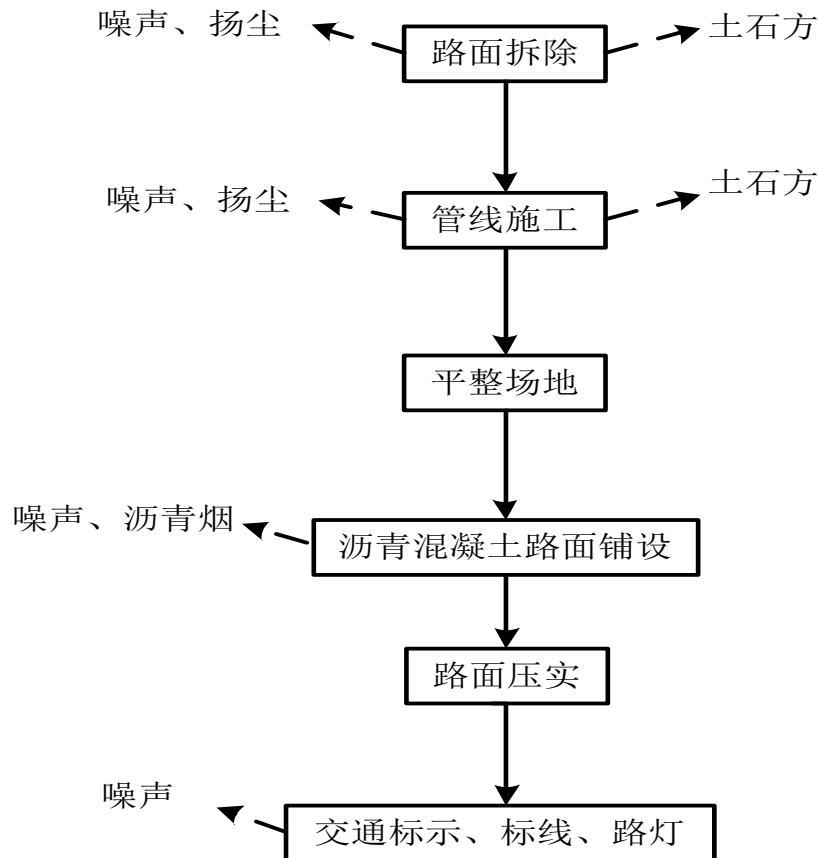 噪声、扬尘
路面拆除
土石方
噪声、扬尘
管线施工
土石方
平整场地
噪声、沥青烟
沥青混凝土路面铺设
路面压实
噪声
交通标示、标线、路灯